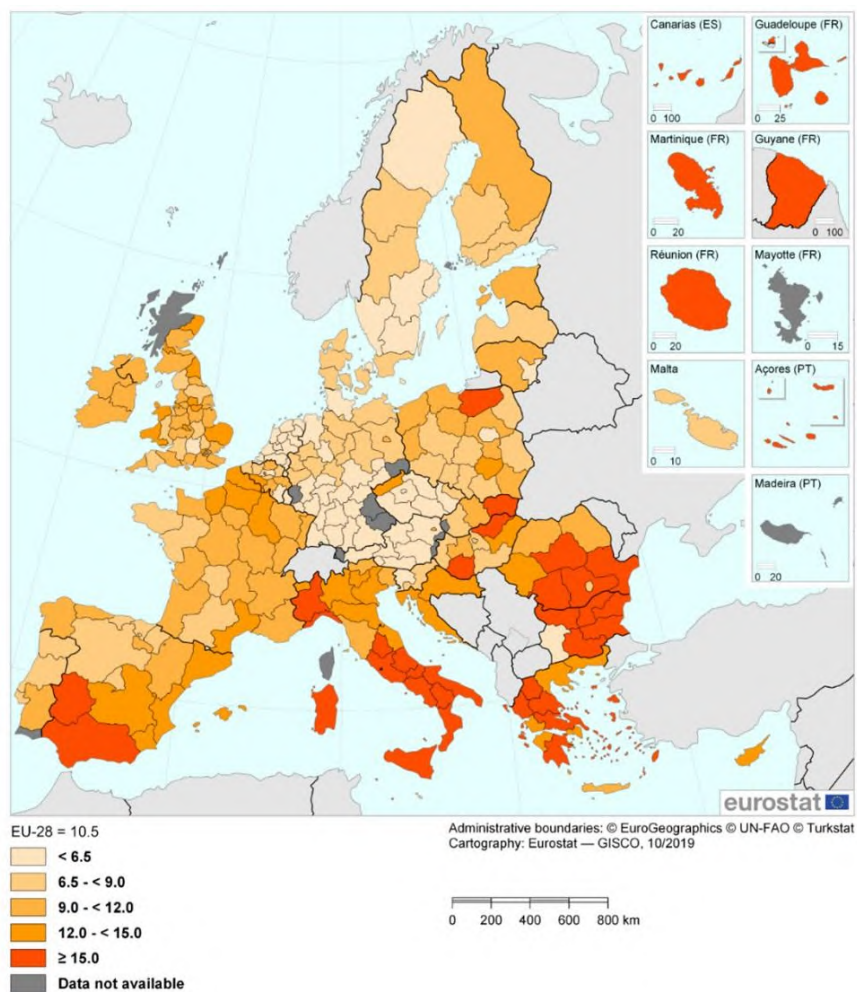 Canarias (ES)
0 100
Guadeloupe (FR)
0 25
Martinique (FR)
0 20
Guyane (FR)
0 100
Réunion (FR)
0 20
Mayotte (FR)
0 15
Malta
0 10
Açores (PT)
0 50
Madeira (PT)
0 20
eurostat
EU-28 = 10.5
< 6.5
6.5 - < 9.0
9.0 - < 12.0
12.0 - < 15.0
≥ 15.0
Data not available
Administrative boundaries: © EuroGeographics © UN-FAO © Turkstat
Cartography: Eurostat — GISCO, 10/2019
0 200 400 600 800 km